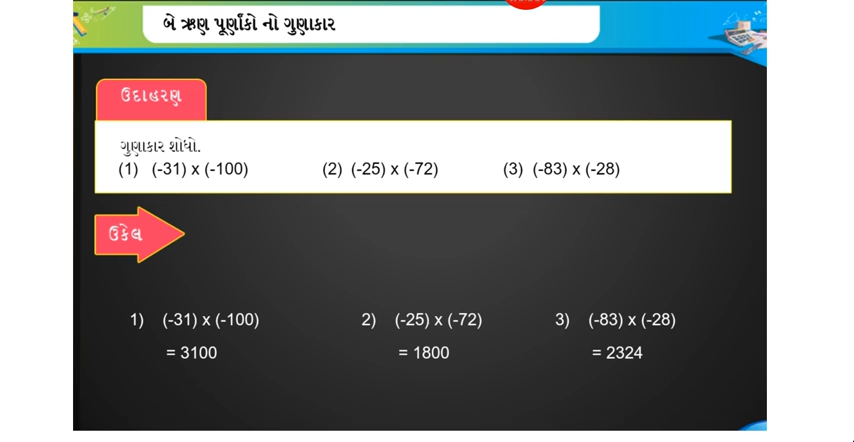 બે ઋણ પૂર્ણાંકો નો ગુણાકાર
ઉદાહરણ
ગુણાકાર શોધો.
(1) (-31) x (-100) (2) (-25) x (-72) (3) (-83) x (-28)
ઉકેલ
1) (-31) x (-100) 2) (-25) x (-72) 3) (-83) x (-28)
= 3100 = 1800 = 2324